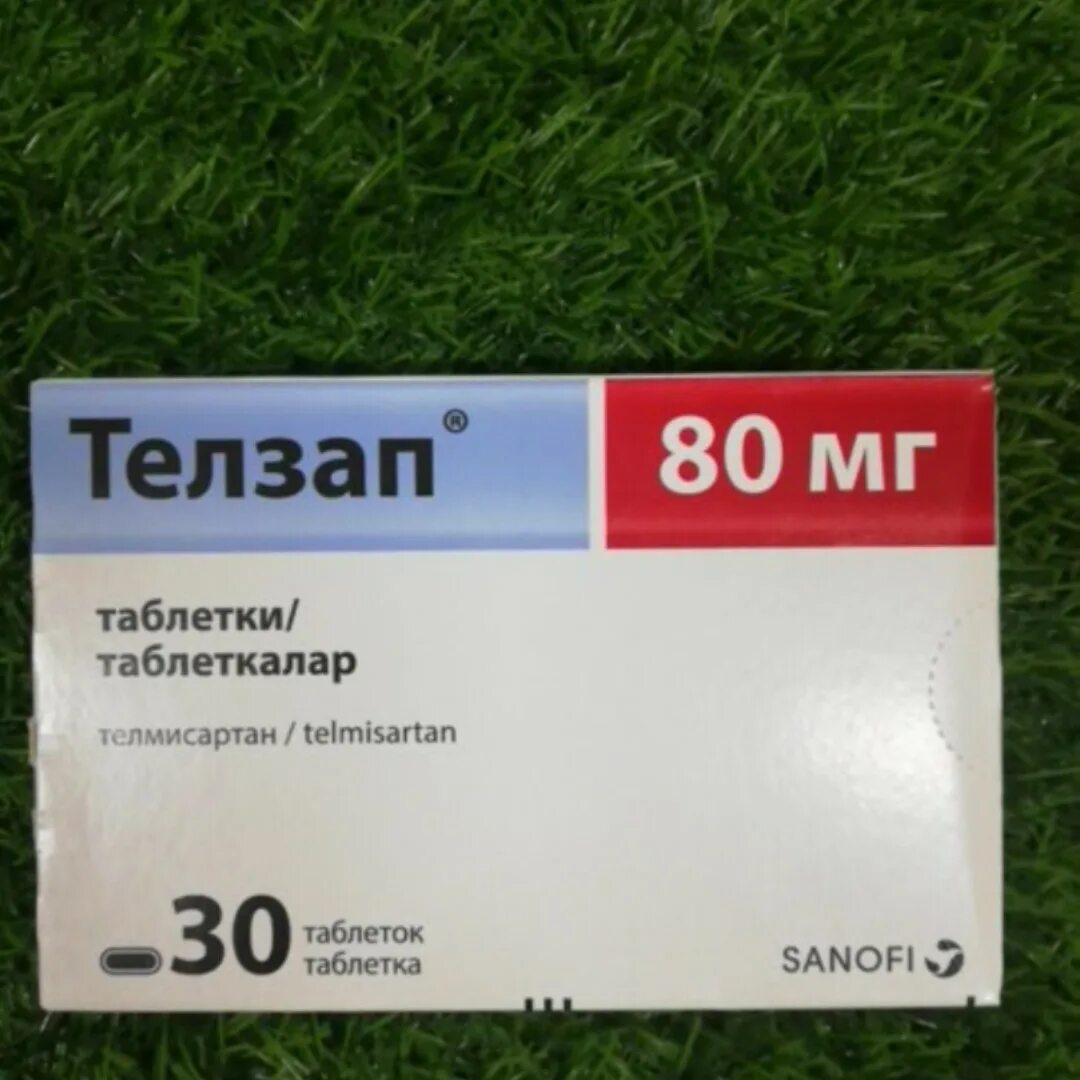 Телзап®
80 мг
таблетки/
таблеткалар
телмисартан / telmisartan
30 таблеток
таблетка
SANOFI